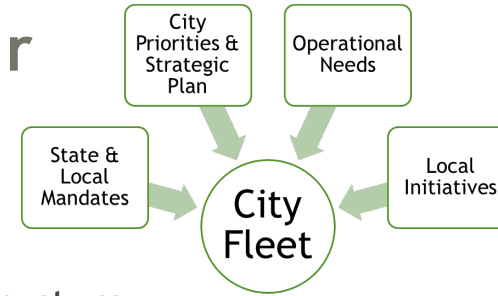 r
City
Priorities &
Strategic
Plan
Operational
Needs
State &
Local
Mandates
Local
Initiatives
City
Fleet